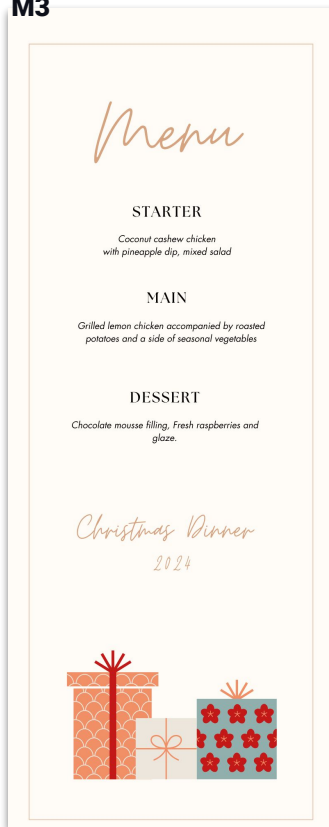 M3
Menu
STARTER
Coconut cashew chicken
with pineapple dip, mixed salad
MAIN
Grilled lemon chicken accompanied by roasted
potatoes and a side of seasonal vegetables
DESSERT
Chocolate mousse filling, Fresh raspberries and
glaze.
Christmas Dinner
2024